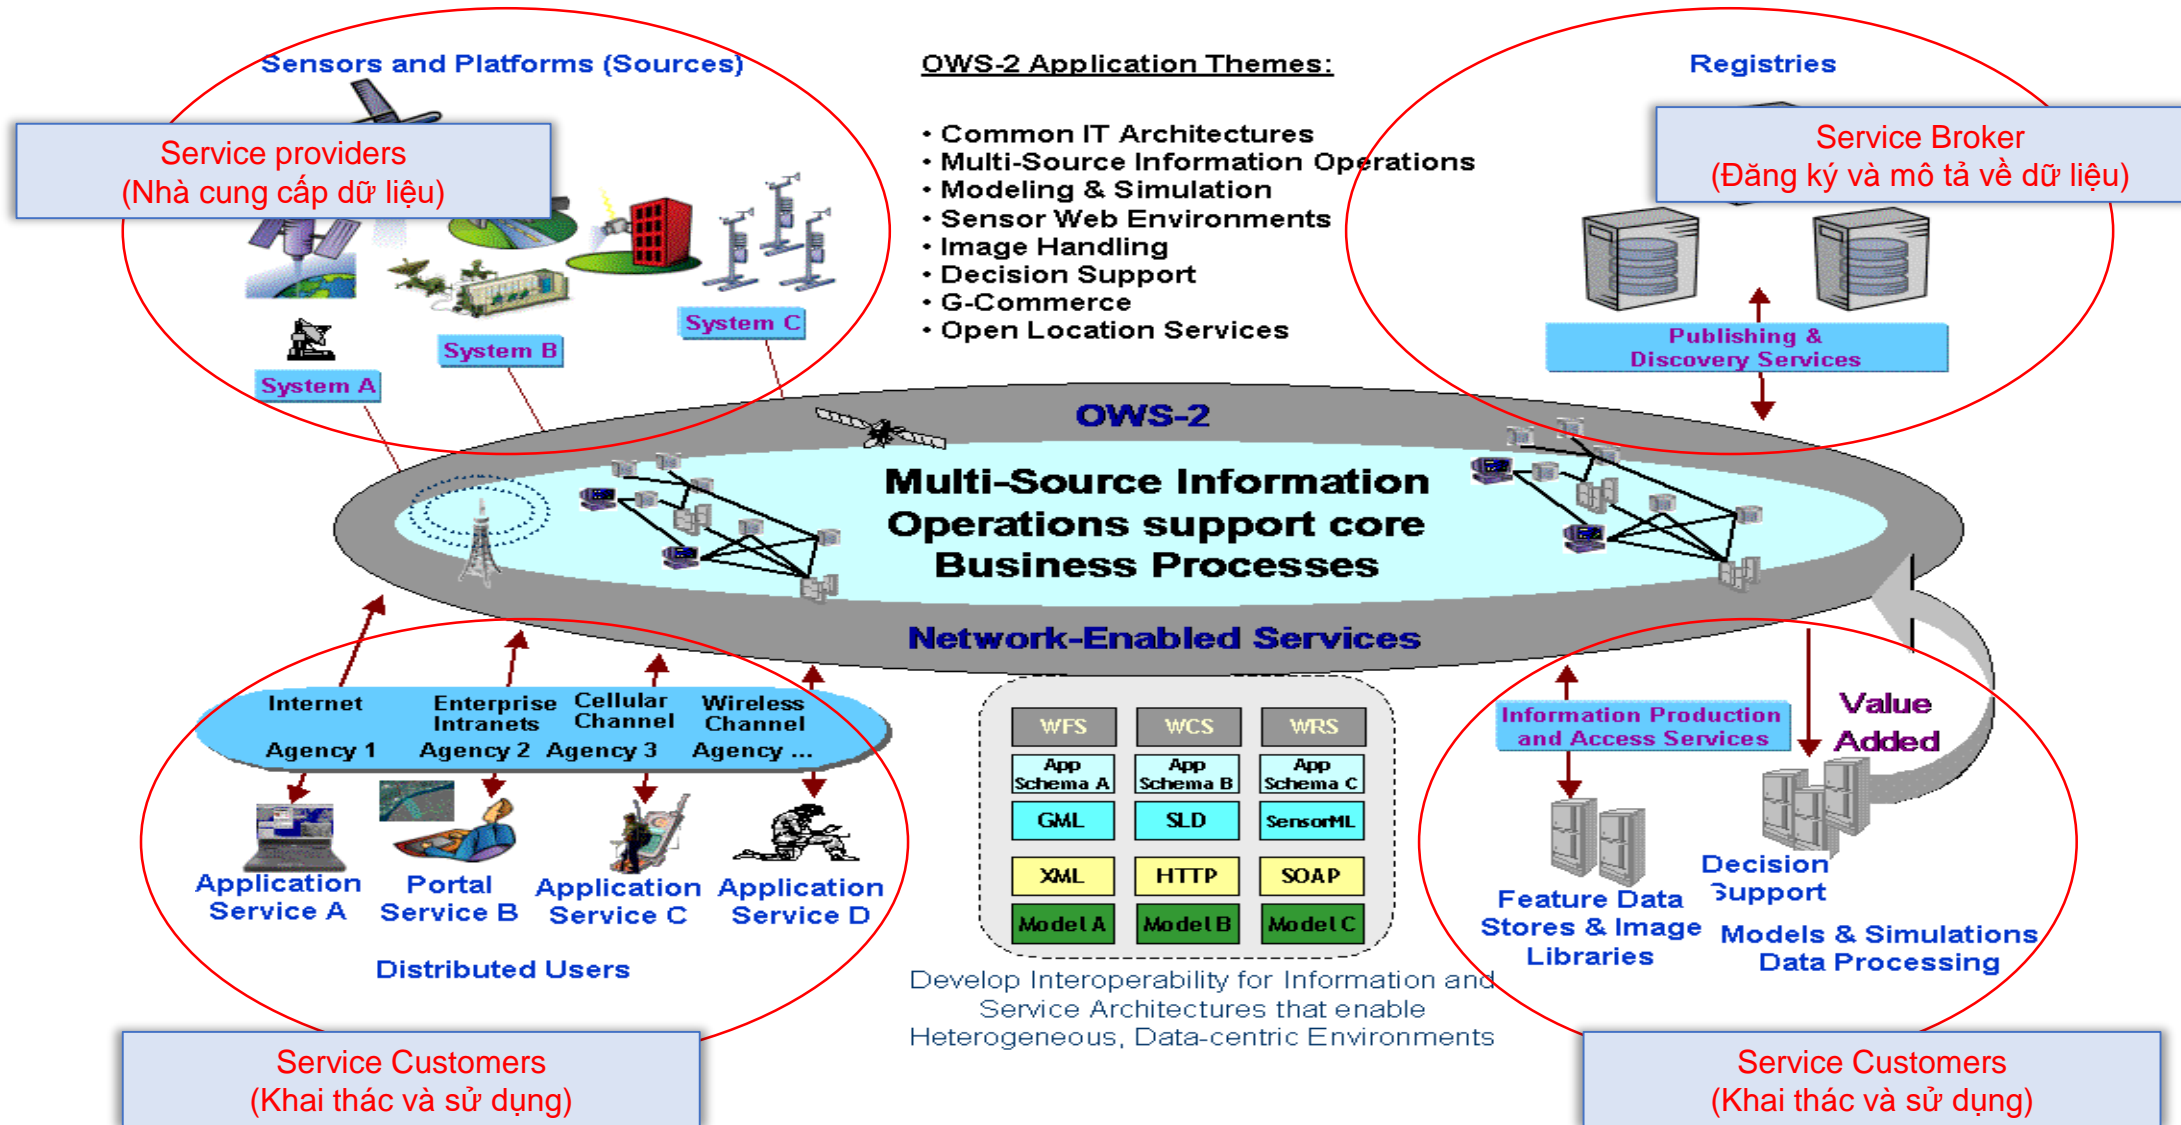 Sensors and Platforms (Sources)
Service providers
(Nhà cung cấp dữ liệu)
System A
System B
System C
OWS-2 Application Themes:
• Common IT Architectures
• Multi-Source Information Operations
• Modeling & Simulation
• Sensor Web Environments
• Image Handling
• Decision Support
• G-Commerce
• Open Location Services
Registries
Service Broker
(Đăng ký và mô tả về dữ liệu)
Publishing &
Discovery Services
OWS-2
Multi-Source Information
Operations support core
Business Processes
Network-Enabled Services
Internet
Agency 1
Enterprise
Intranets
Agency 2
Cellular
Channel
Agency 3
Wireless
Channel
Agency ...
Application
Service A
Portal
Service B
Application
Service C
Application
Service D
Distributed Users
Service Customers
(Khai thác và sử dụng)
WFS
WCS
WRS
App
Schema A
App
Schema B
App
Schema C
GML
SLD
SensorML
XML
HTTP
SOAP
Model A
Model B
Model C
Develop Interoperability for Information and
Service Architectures that enable
Heterogeneous, Data-centric Environments
Information Production
and Access Services
Value
Added
Feature Data
Stores & Image
Libraries
Decision
Support
Models & Simulations
Data Processing
Service Customers
(Khai thác và sử dụng)